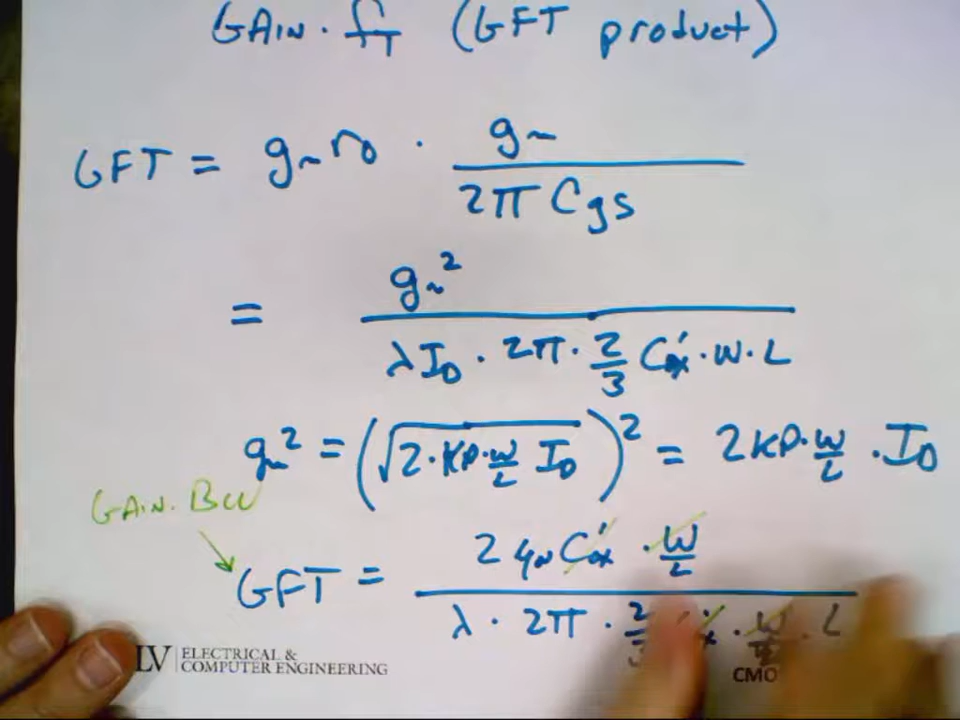 GAIN · fT (GFT product)
GFT = gm ro · gm / 2π Cgs
= gm² / λ ID · 2π · 2/3 C'ox · W · L
gm² = (√2 · KP · W/L ID)² = 2KP · W/L · ID
GAIN · BW
GFT = 2 μn C'ox · W/L / λ · 2π · 2/3 · L
LV ELECTRICAL &
COMPUTER ENGINEERING